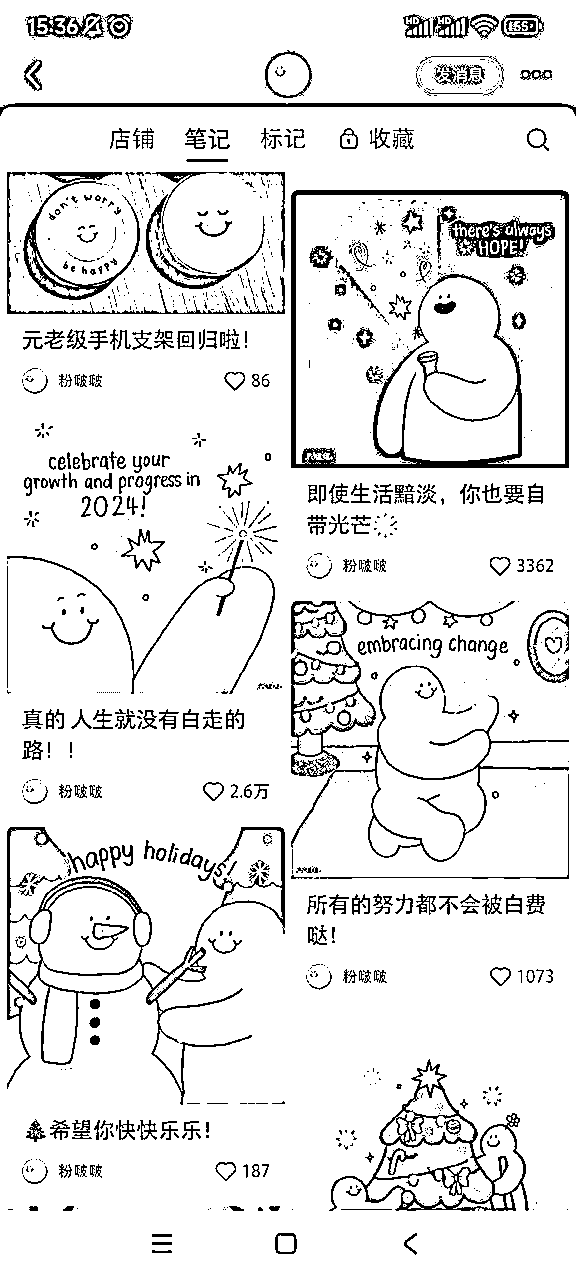 15:36
HD HD
发消息
店铺 笔记 标记 收藏
don't worry
be happy
元老级手机支架回归啦！
粉啵啵 86
there's always
HOPE!
即使生活黯淡，你也要自
带光芒
粉啵啵 3362
celebrate your
growth and progress in
2024!
真的 人生就没有白走的
路！！
粉啵啵 2.6万
embracing change
所有的努力都不会被白费
哒！
粉啵啵 1073
happy holidays!
🎄希望你快快乐乐！
粉啵啵 187